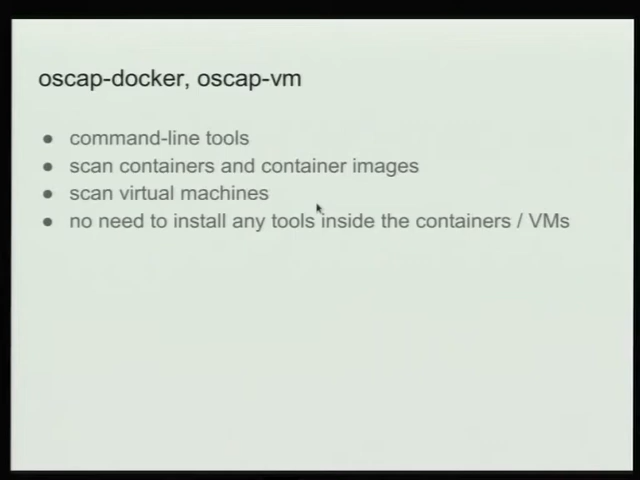 oscap-docker, oscap-vm
● command-line tools
● scan containers and container images
● scan virtual machines
● no need to install any tools inside the containers / VMs